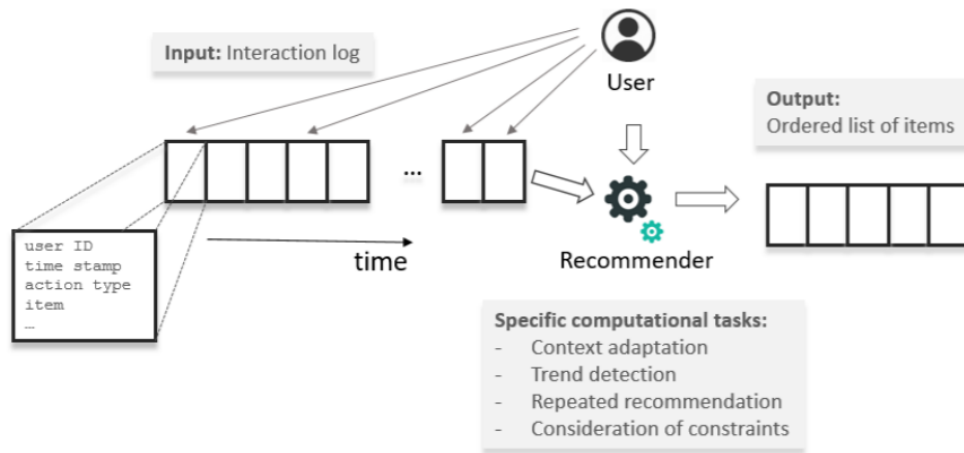 Input: Interaction log
User
Output:
Ordered list of items
...
user ID
time stamp
action type
item
…
time
Recommender
Specific computational tasks:
- Context adaptation
- Trend detection
- Repeated recommendation
- Consideration of constraints